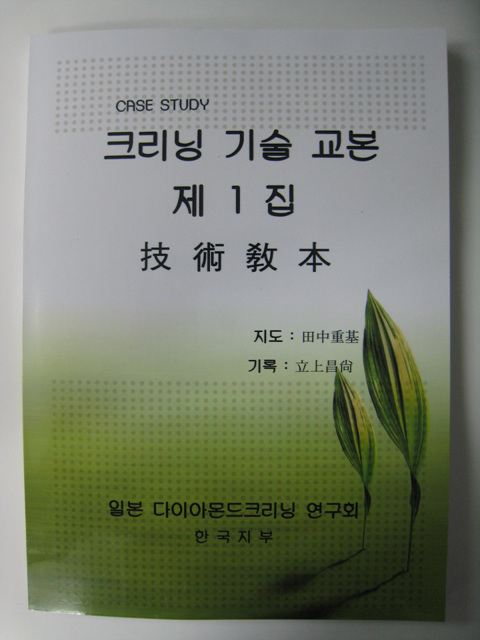 CASE STUDY
크리닝 기술 교본
제 1 집
技術敎本
지도 : 田中重基
기록 : 立上昌尙
일본 다이아몬드크리닝 연구회
한국지부